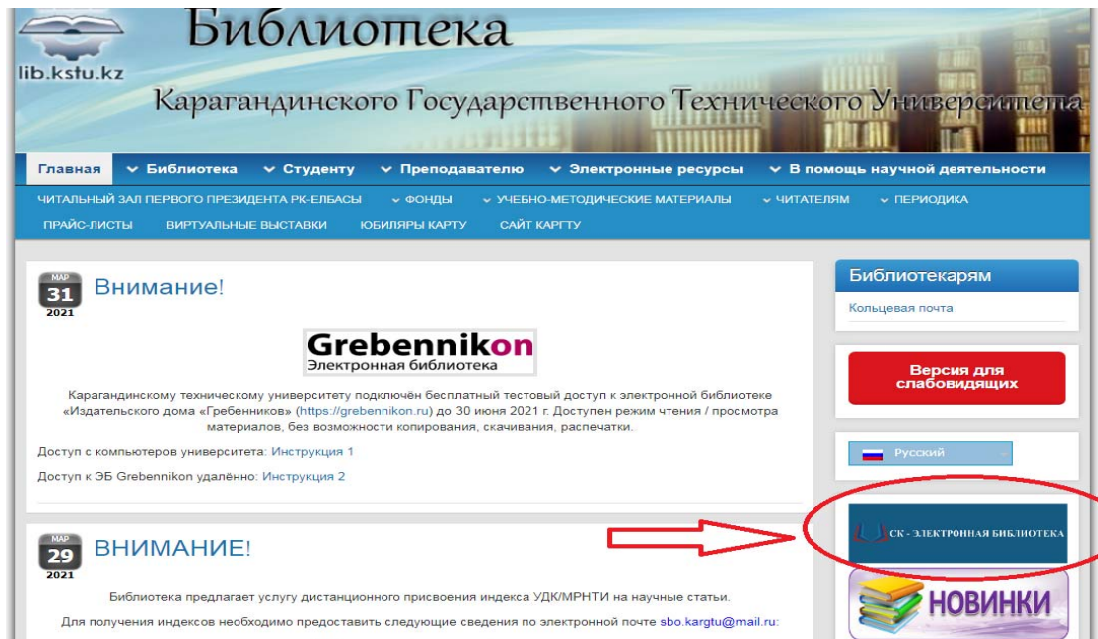 Библиотека
lib.kstu.kz
Карагандинского Государственного Технического Университета
Главная Библиотека Студенту Преподавателю Электронные ресурсы В помощь научной деятельности
ЧИТАЛЬНЫЙ ЗАЛ ПЕРВОГО ПРЕЗИДЕНТА РК-ЕЛБАСЫ ФОНДЫ УЧЕБНО-МЕТОДИЧЕСКИЕ МАТЕРИАЛЫ ЧИТАТЕЛЯМ ПЕРИОДИКА
ПРАЙС-ЛИСТЫ ВИРТУАЛЬНЫЕ ВЫСТАВКИ ЮБИЛЯРЫ КАРТУ САЙТ КАРГТУ
МАР
31
2021
Внимание!
Grebennikon
Электронная библиотека
Карагандинскому техническому университету подключён бесплатный тестовый доступ к электронной библиотеке
«Издательского дома «Гребенников» (https://grebennikon.ru) до 30 июня 2021 г. Доступен режим чтения / просмотра
материалов, без возможности копирования, скачивания, распечатки.
Доступ с компьютеров университета: Инструкция 1
Доступ к ЭБ Grebennikon удалённо: Инструкция 2
МАР
29
2021
ВНИМАНИЕ!
Библиотека предлагает услугу дистанционного присвоения индекса УДК/МРНТИ на научные статьи.
Для получения индексов необходимо предоставить следующие сведения по электронной почте sbo.kargtu@mail.ru:
Библиотекарям
Кольцевая почта
Версия для
слабовидящих
Русский
СК - ЭЛЕКТРОННАЯ БИБЛИОТЕКА
НОВИНКИ